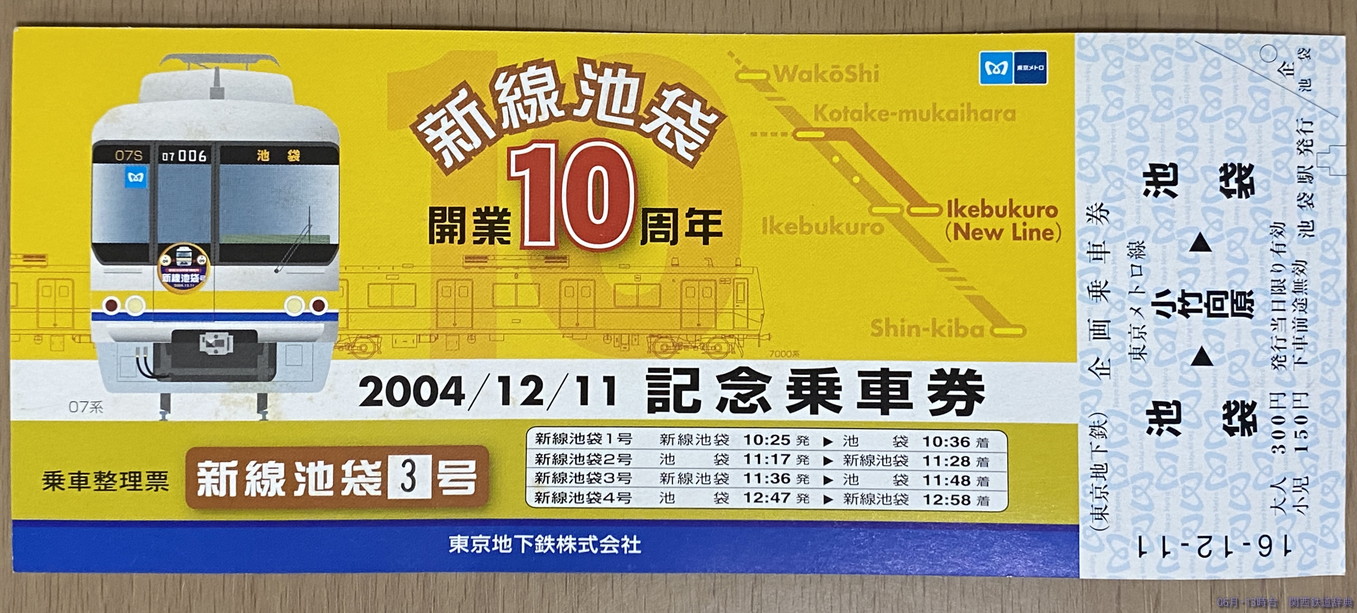 新線池袋
開業10周年
WakōShi
Kotake-mukaihara
Ikebukuro
Ikebukuro
(New Line)
Shin-kiba
東京メトロ
07S 07 006 池袋
新線池袋号
7000系
07系
2004/12/11 記念乗車券
乗車整理票 新線池袋3号
新線池袋1号 新線池袋 10:25 発 ▶ 池 袋 10:36 着
新線池袋2号 池 袋 11:17 発 ▶ 新線池袋 11:28 着
新線池袋3号 新線池袋 11:36 発 ▶ 池 袋 11:48 着
新線池袋4号 池 袋 12:47 発 ▶ 新線池袋 12:58 着
東京地下鉄株式会社
企
池袋
(東京地下鉄) 企画乗車券
東京メトロ線
池袋 ▶ 小竹向原 ▶ 池袋
大人 300円 発行当日限り有効
小児 150円 下車前途無効 池袋駅発行
16-12-11